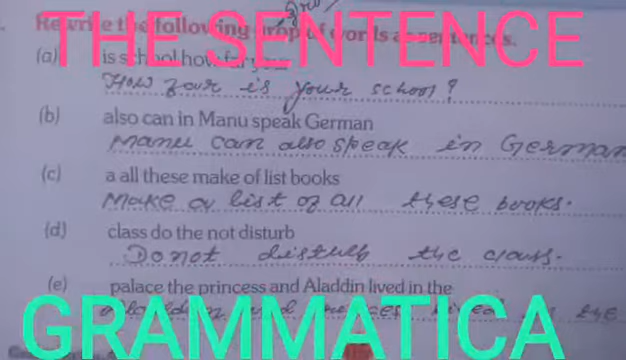 THE SENTENCE
Rewrite the following group of words as sentences.
(a) is school how far your
How far is your school?
(b) also can in Manu speak German
Manu can also speak in German
(c) a all these make of list books
Make a list of all these books.
(d) class do the not disturb
Do not disturb the class.
(e) palace the princess and Aladdin lived in the
lived in the
GRAMMATICA